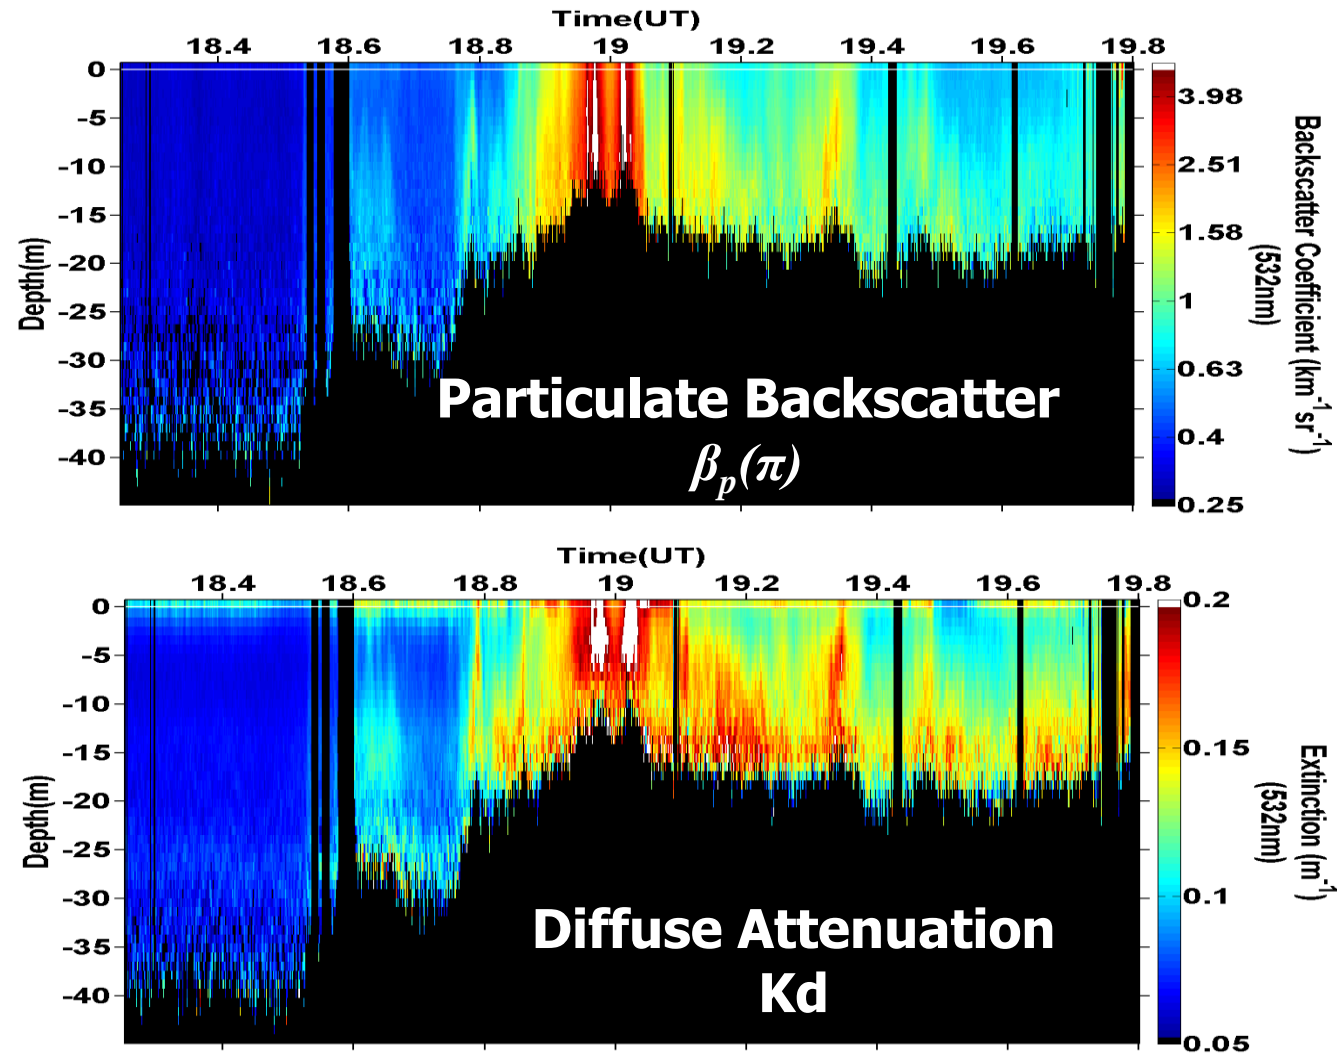 Time(UT)
18.4 18.6 18.8 19 19.2 19.4 19.6 19.8
0
-5
-10
-15
-20
-25
-30
-35
-40
Depth(m)
Particulate Backscatter
βp(π)
3.98
2.51
1.58
1
0.63
0.4
0.25
Backscatter Coefficient (km⁻¹sr⁻¹)
(532nm)
Time(UT)
18.4 18.6 18.8 19 19.2 19.4 19.6 19.8
0
-5
-10
-15
-20
-25
-30
-35
-40
Depth(m)
Diffuse Attenuation
Kd
0.2
0.15
0.1
0.05
Extinction (m⁻¹)
(532nm)